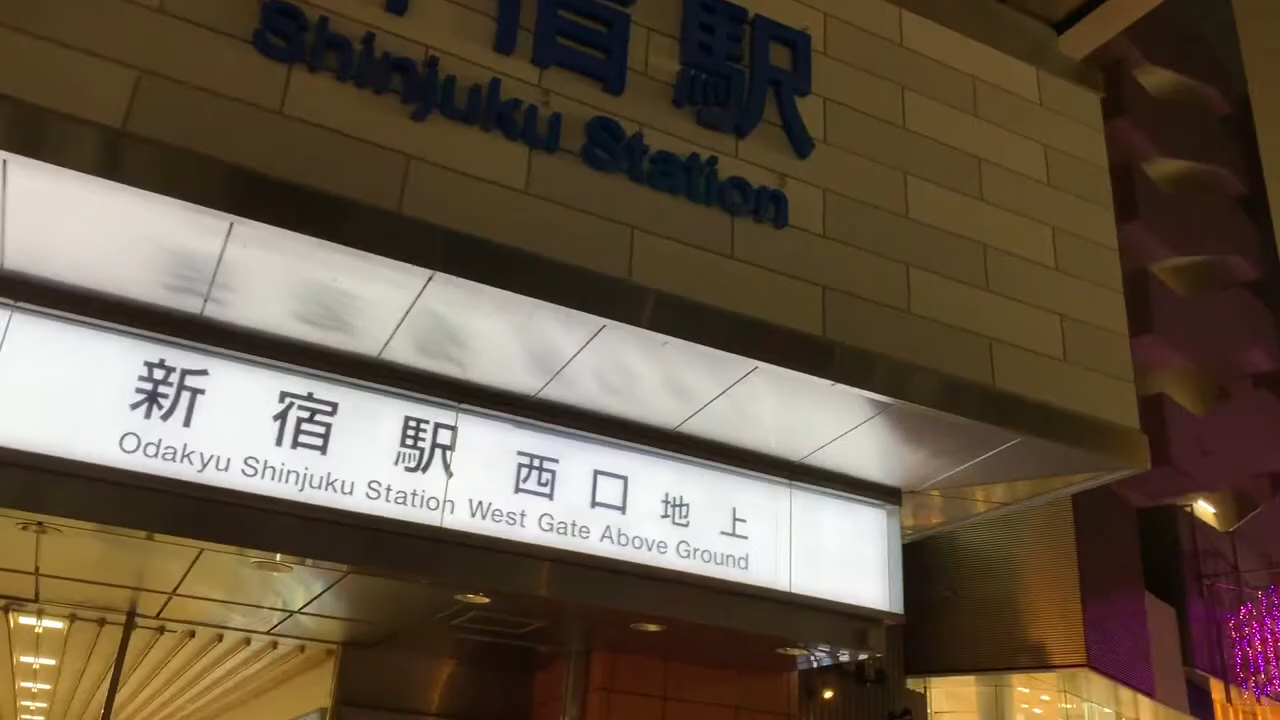 宿駅
Shinjuku Station
新宿駅西口地上
Odakyu Shinjuku Station West Gate Above Ground